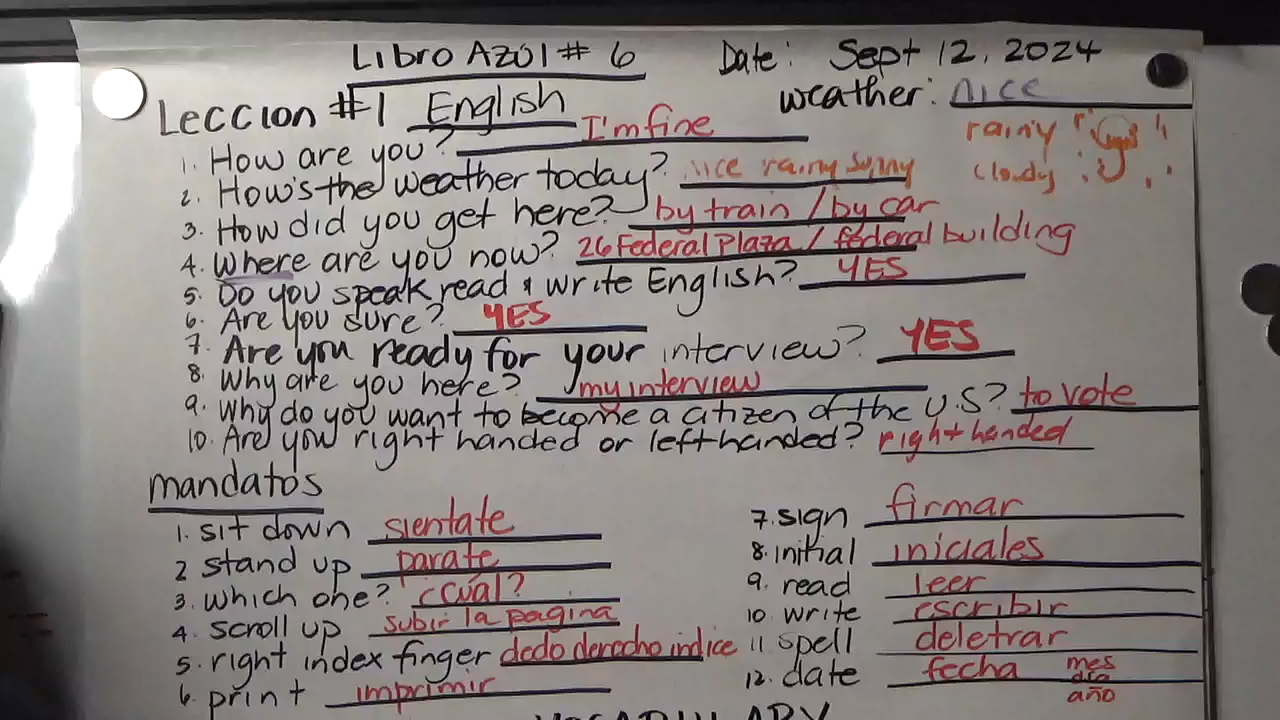 Libro Azul # 6
Date: Sept 12, 2024
Leccion #1 English
weather: nice
rainy
cloudy
1. How are you? I'm fine
2. How's the weather today? nice rainy sunny
3. How did you get here? by train / by car
4. Where are you now? 26 Federal Plaza / federal building
5. Do you speak read & write English? YES
6. Are you sure? YES
7. Are you ready for your interview? YES
8. Why are you here? my interview
9. Why do you want to become a citizen of the U.S? to vote
10. Are you right handed or left handed? right handed
mandatos
1. sit down sientate
2 stand up parate
3. which one? ¿cúal?
4. scroll up subir la pagina
5. right index finger dedo derecho indice
6. print imprimir
7. sign firmar
8. initial iniciales
9. read leer
10. write escribir
11 spell deletrar
12. date fecha mes
dia
año
VOCABULARY